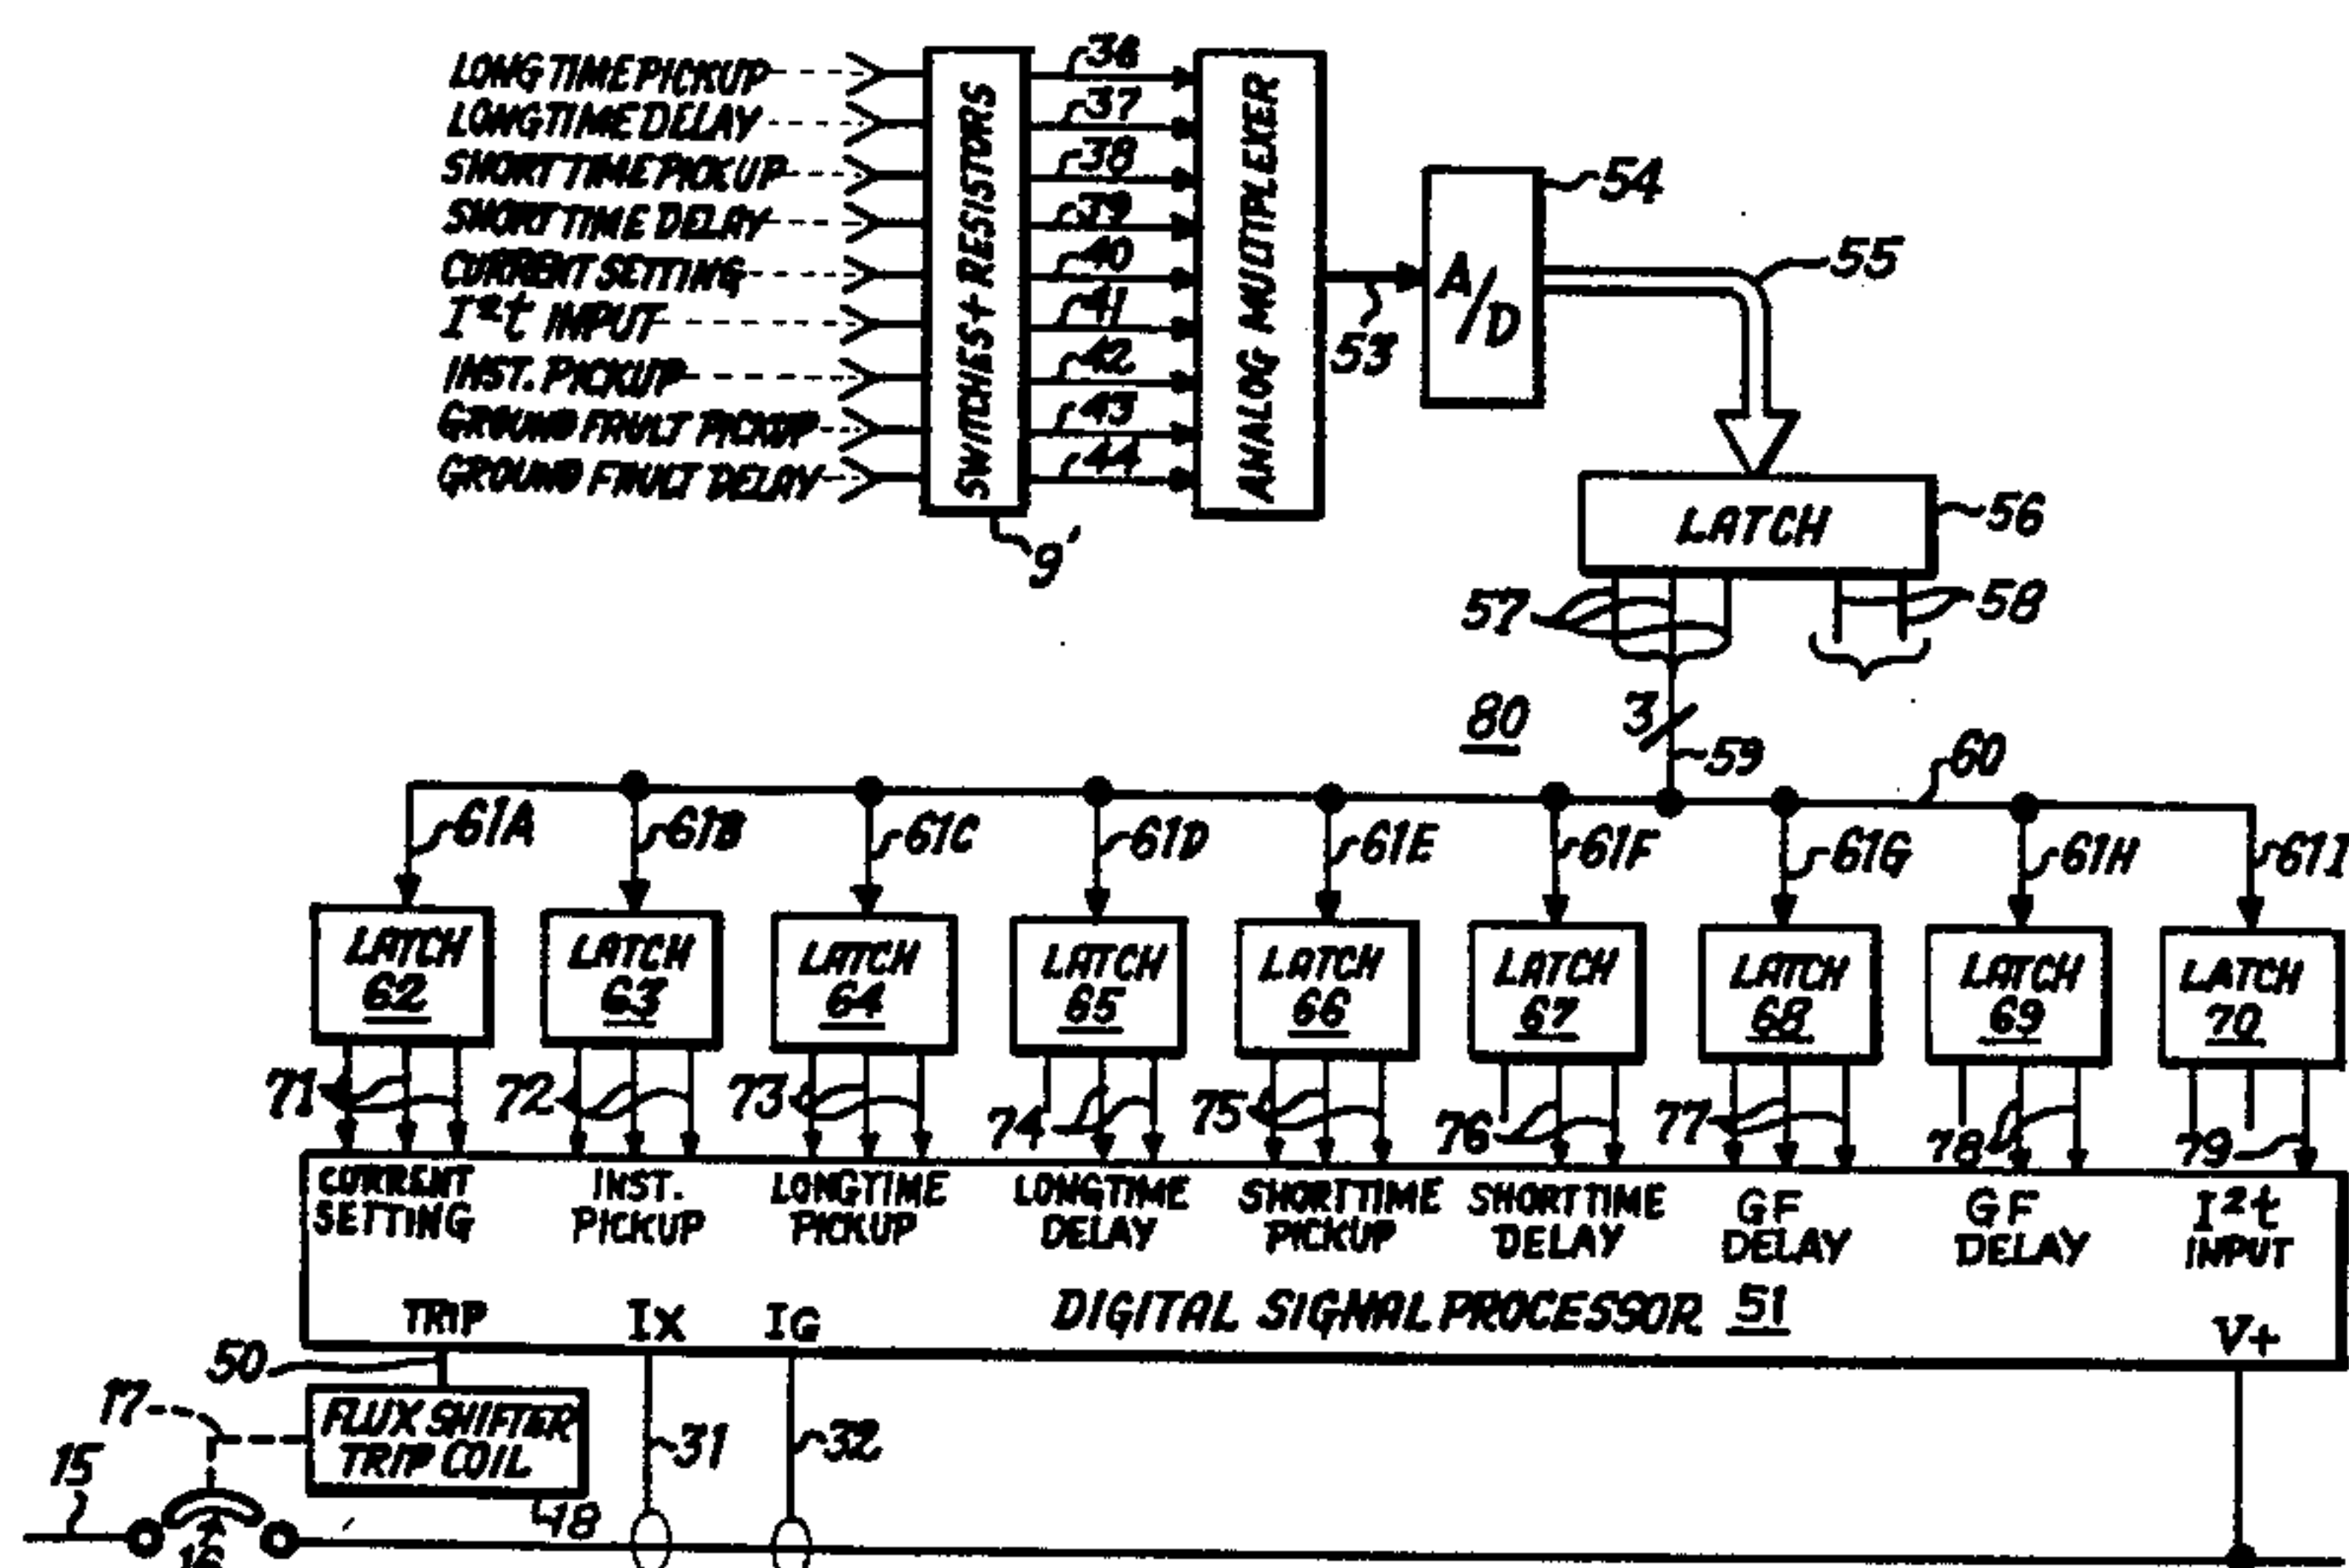 LONG TIME PICKUP
LONG TIME DELAY
SHORT TIME PICKUP
SHORT TIME DELAY
CURRENT SETTING
I²t INPUT
INST. PICKUP
GROUND FAULT PICKUP
GROUND FAULT DELAY
SWITCHES + RESISTORS
9'
36
37
38
39
40
41
42
43
44
ANALOG MULTIPLEXER
53
A/D
54
55
LATCH
56
57
58
3
59
80
60
61A
61B
61C
61D
61E
61F
61G
61H
61I
LATCH
62
LATCH
63
LATCH
64
LATCH
65
LATCH
66
LATCH
67
LATCH
68
LATCH
69
LATCH
70
71
72
73
74
75
76
77
78
79
CURRENT
SETTING
INST.
PICKUP
LONGTIME
PICKUP
LONGTIME
DELAY
SHORTTIME
PICKUP
SHORTTIME
DELAY
GF
DELAY
GF
DELAY
I²t
INPUT
TRIP
IX
IG
DIGITAL SIGNAL PROCESSOR 51
V+
50
17
FLUX SHIFTER
TRIP COIL
31
32
15
48
16